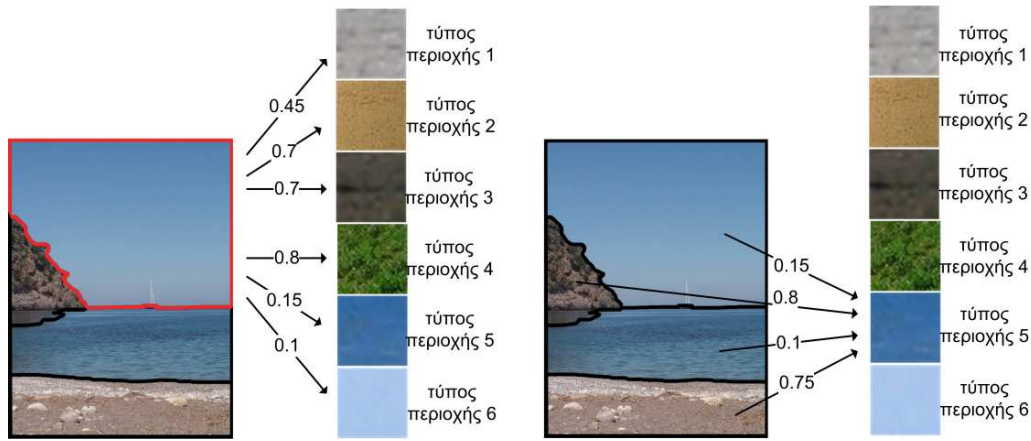 τύπος
περιοχής 1
0.45
τύπος
περιοχής 2
0.7
0.7
τύπος
περιοχής 3
0.8
τύπος
περιοχής 4
0.15
τύπος
περιοχής 5
0.1
τύπος
περιοχής 6
τύπος
περιοχής 1
τύπος
περιοχής 2
τύπος
περιοχής 3
τύπος
περιοχής 4
0.15
0.8
τύπος
περιοχής 5
0.1
0.75
τύπος
περιοχής 6